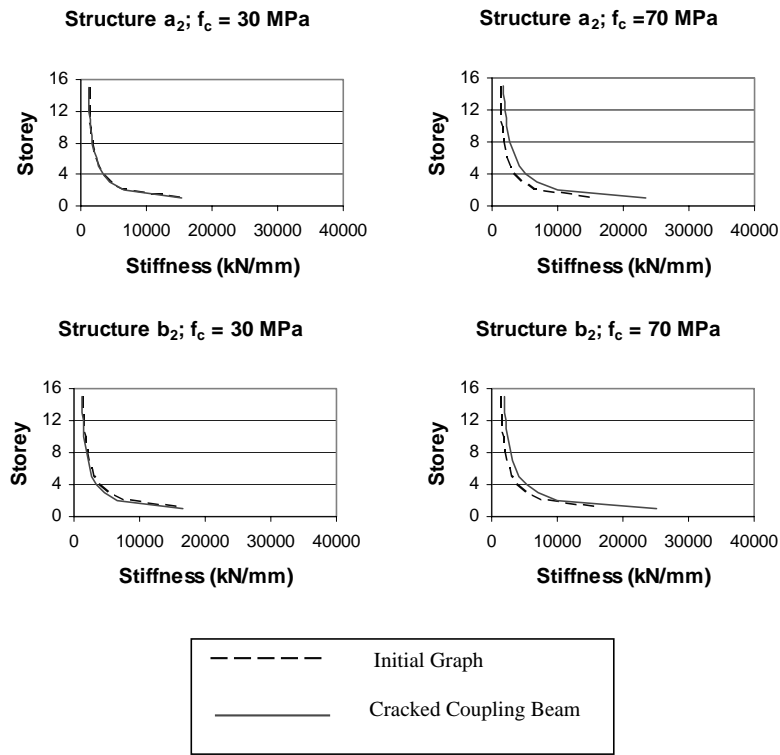 Structure a₂; f_c = 30 MPa
16
12
8
4
0
Storey
0 10000 20000 30000 40000
Stiffness (kN/mm)
Structure a₂; f_c =70 MPa
16
12
8
4
0
Storey
0 10000 20000 30000 40000
Stiffness (kN/mm)
Structure b₂; f_c = 30 MPa
16
12
8
4
0
Storey
0 10000 20000 30000 40000
Stiffness (kN/mm)
Structure b₂; f_c = 70 MPa
16
12
8
4
0
Storey
0 10000 20000 30000 40000
Stiffness (kN/mm)
Initial Graph
Cracked Coupling Beam